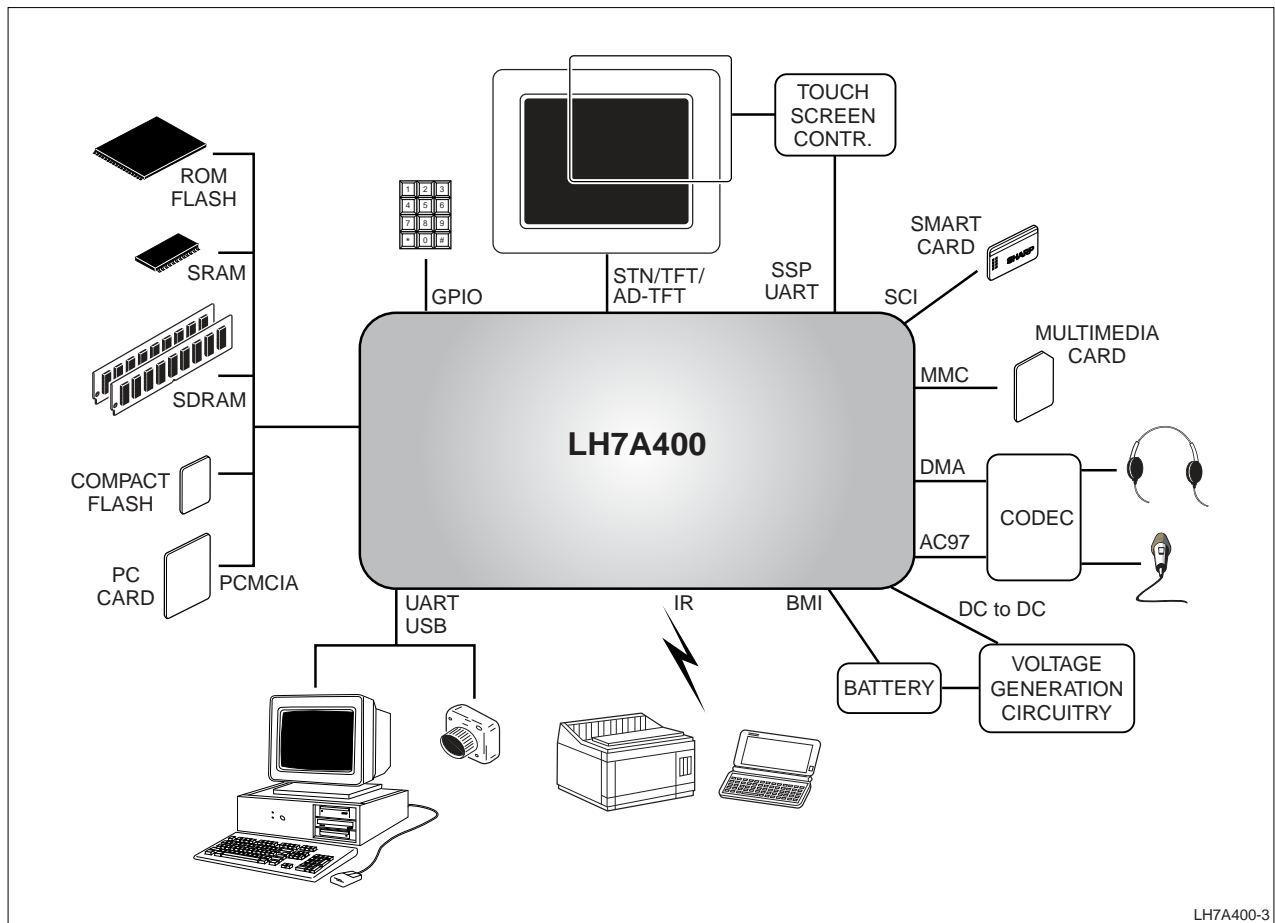 TOUCH
SCREEN
CONTR.
ROM
FLASH
1 2 3
4 5 6
7 8 9
* 0 #
SMART
CARD
SHARP
SRAM
GPIO
STN/TFT/
AD-TFT
SSP
UART
SCI
MULTIMEDIA
CARD
MMC
SDRAM
LH7A400
DMA
COMPACT
FLASH
CODEC
AC97
PC
CARD
PCMCIA
UART
USB
IR
BMI
DC to DC
BATTERY
VOLTAGE
GENERATION
CIRCUITRY
LH7A400-3